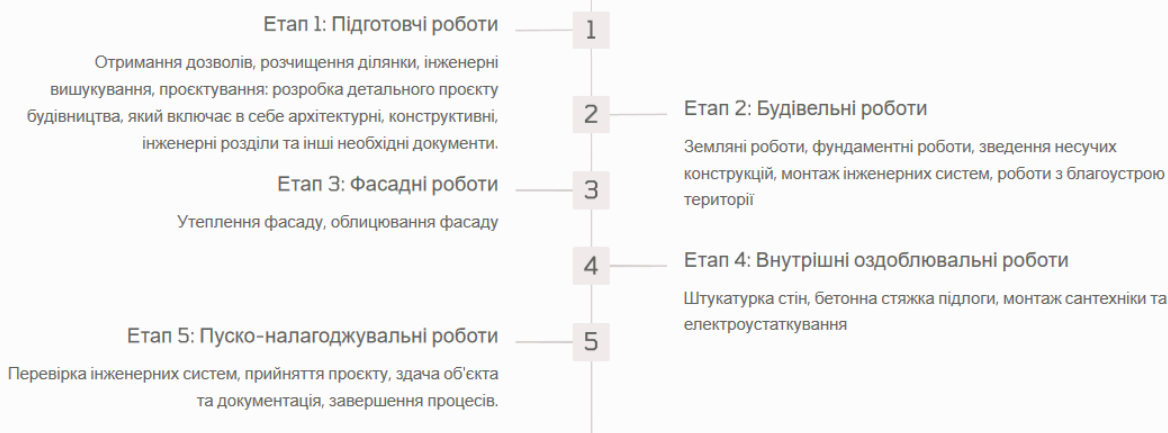 Етап 1: Підготовчі роботи
1
Отримання дозволів, розчищення ділянки, інженерні
вишукування, проєктування: розробка детального проєкту
будівництва, який включає в себе архітектурні, конструктивні,
інженерні розділи та інші необхідні документи.
2
Етап 2: Будівельні роботи
Земляні роботи, фундаментні роботи, зведення несучих
конструкцій, монтаж інженерних систем, роботи з благоустрою
території
Етап 3: Фасадні роботи
3
Утеплення фасаду, облицювання фасаду
4
Етап 4: Внутрішні оздоблювальні роботи
Штукатурка стін, бетонна стяжка підлоги, монтаж сантехніки та
електроустаткування
Етап 5: Пуско-налагоджувальні роботи
5
Перевірка інженерних систем, прийняття проєкту, здача об'єкта
та документація, завершення процесів.